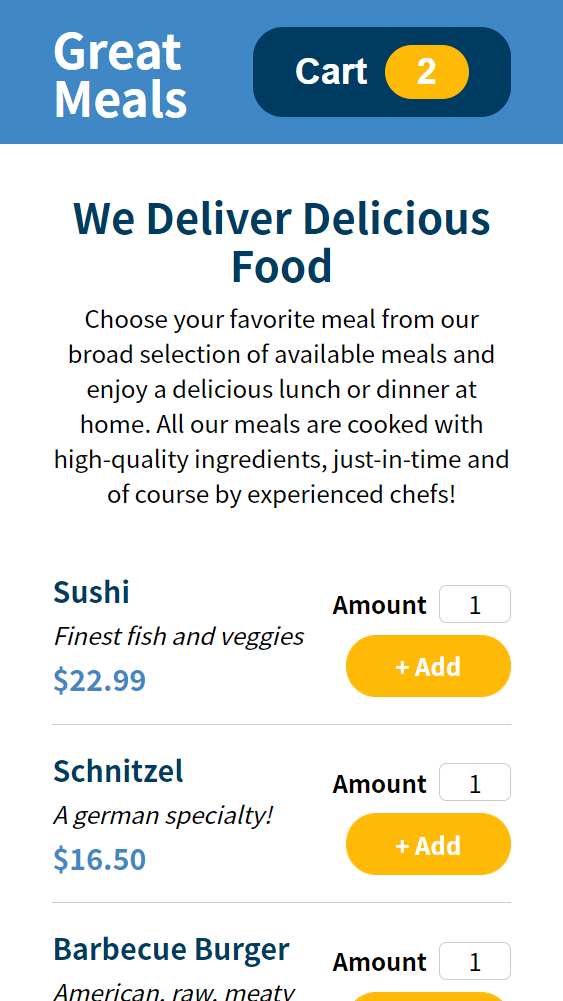 Great
Meals
Cart 2
We Deliver Delicious
Food
Choose your favorite meal from our
broad selection of available meals and
enjoy a delicious lunch or dinner at
home. All our meals are cooked with
high-quality ingredients, just-in-time and
of course by experienced chefs!
Sushi
Finest fish and veggies
$22.99
Amount 1
+ Add
Schnitzel
A german specialty!
$16.50
Amount 1
+ Add
Barbecue Burger
American, raw, meaty
Amount 1